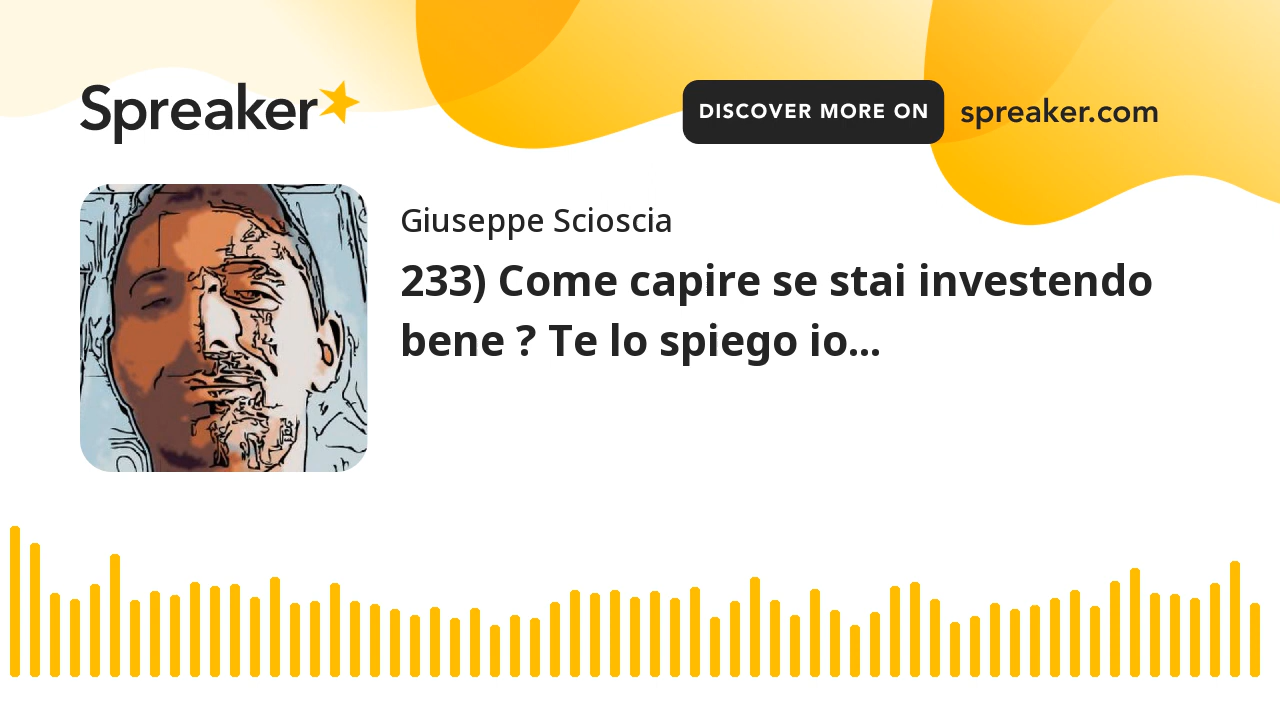 Spreaker
DISCOVER MORE ON spreaker.com
Giuseppe Scioscia
233) Come capire se stai investendo
bene ? Te lo spiego io...